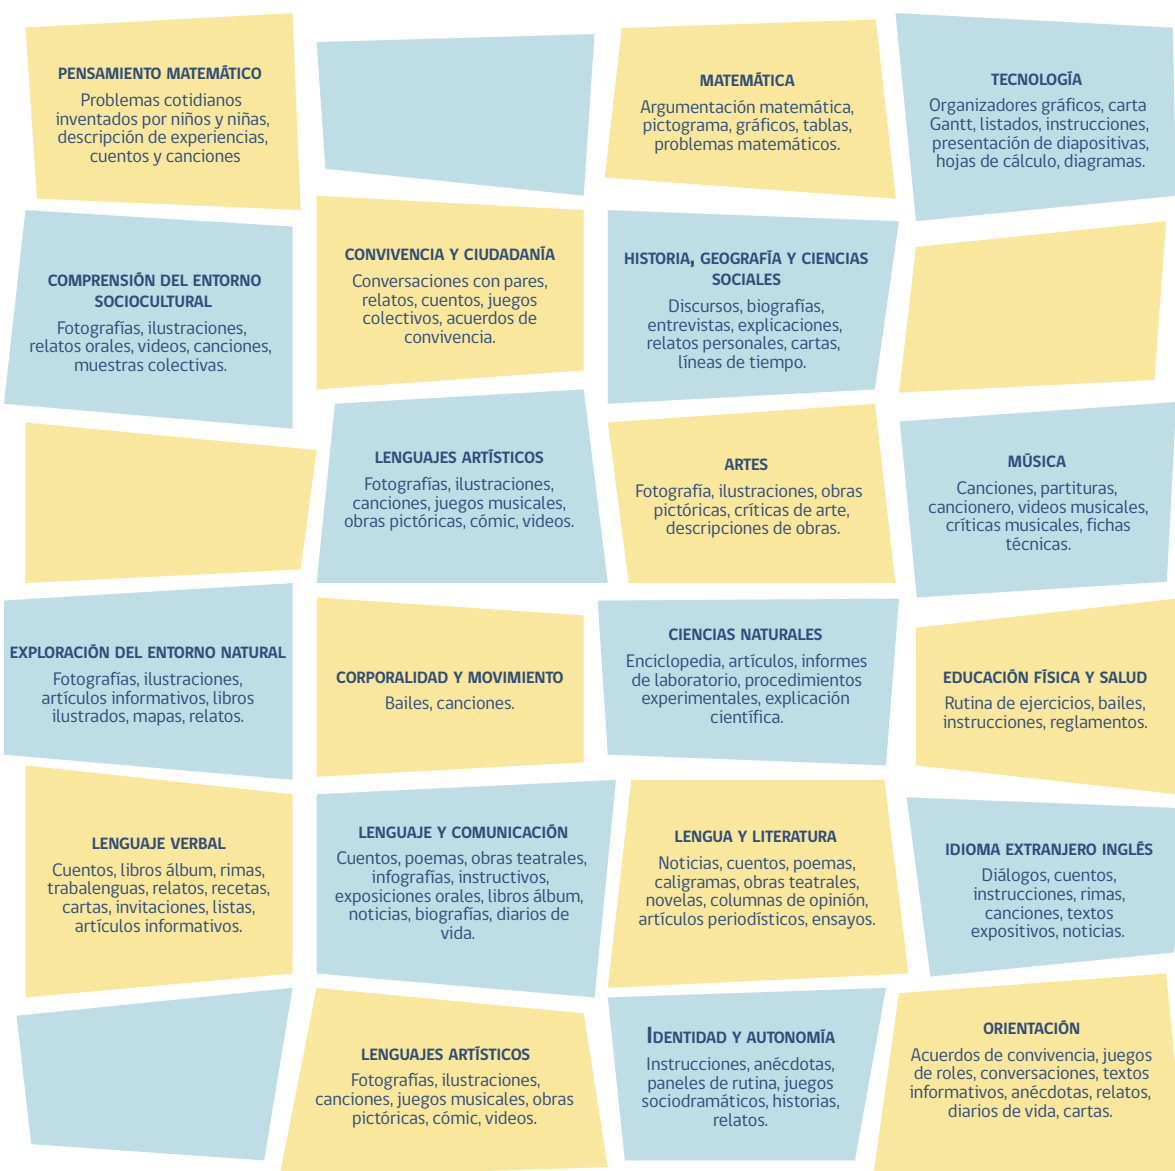 PENSAMIENTO MATEMÁTICO
Problemas cotidianos
inventados por niños y niñas,
descripción de experiencias,
cuentos y canciones
MATEMÁTICA
Argumentación matemática,
pictograma, gráficos, tablas,
problemas matemáticos.
TECNOLOGÍA
Organizadores gráficos, carta
Gantt, listados, instrucciones,
presentación de diapositivas,
hojas de cálculo, diagramas.
COMPRENSIÓN DEL ENTORNO
SOCIOCULTURAL
Fotografías, ilustraciones,
relatos orales, videos, canciones,
muestras colectivas.
CONVIVENCIA Y CIUDADANÍA
Conversaciones con pares,
relatos, cuentos, juegos
colectivos, acuerdos de
convivencia.
HISTORIA, GEOGRAFÍA Y CIENCIAS
SOCIALES
Discursos, biografías,
entrevistas, explicaciones,
relatos personales, cartas,
líneas de tiempo.
LENGUAJES ARTÍSTICOS
Fotografías, ilustraciones,
canciones, juegos musicales,
obras pictóricas, cómic, videos.
ARTES
Fotografía, ilustraciones, obras
pictóricas, críticas de arte,
descripciones de obras.
MÚSICA
Canciones, partituras,
cancionero, videos musicales,
críticas musicales, fichas
técnicas.
EXPLORACIÓN DEL ENTORNO NATURAL
Fotografías, ilustraciones,
artículos informativos, libros
ilustrados, mapas, relatos.
CORPORALIDAD Y MOVIMIENTO
Bailes, canciones.
CIENCIAS NATURALES
Enciclopedia, artículos, informes
de laboratorio, procedimientos
experimentales, explicación
científica.
EDUCACIÓN FÍSICA Y SALUD
Rutina de ejercicios, bailes,
instrucciones, reglamentos.
LENGUAJE VERBAL
Cuentos, libros álbum, rimas,
trabalenguas, relatos, recetas,
cartas, invitaciones, listas,
artículos informativos.
LENGUAJE Y COMUNICACIÓN
Cuentos, poemas, obras teatrales,
infografías, instructivos,
exposiciones orales, libros álbum,
noticias, biografías, diarios de
vida.
LENGUA Y LITERATURA
Noticias, cuentos, poemas,
caligramas, obras teatrales,
novelas, columnas de opinión,
artículos periodísticos, ensayos.
IDIOMA EXTRANJERO INGLÉS
Diálogos, cuentos,
instrucciones, rimas,
canciones, textos
expositivos, noticias.
LENGUAJES ARTÍSTICOS
Fotografías, ilustraciones,
canciones, juegos musicales, obras
pictóricas, cómic, videos.
IDENTIDAD Y AUTONOMÍA
Instrucciones, anécdotas,
paneles de rutina, juegos
sociodramáticos, historias,
relatos.
ORIENTACIÓN
Acuerdos de convivencia, juegos
de roles, conversaciones, textos
informativos, anécdotas, relatos,
diarios de vida, cartas.